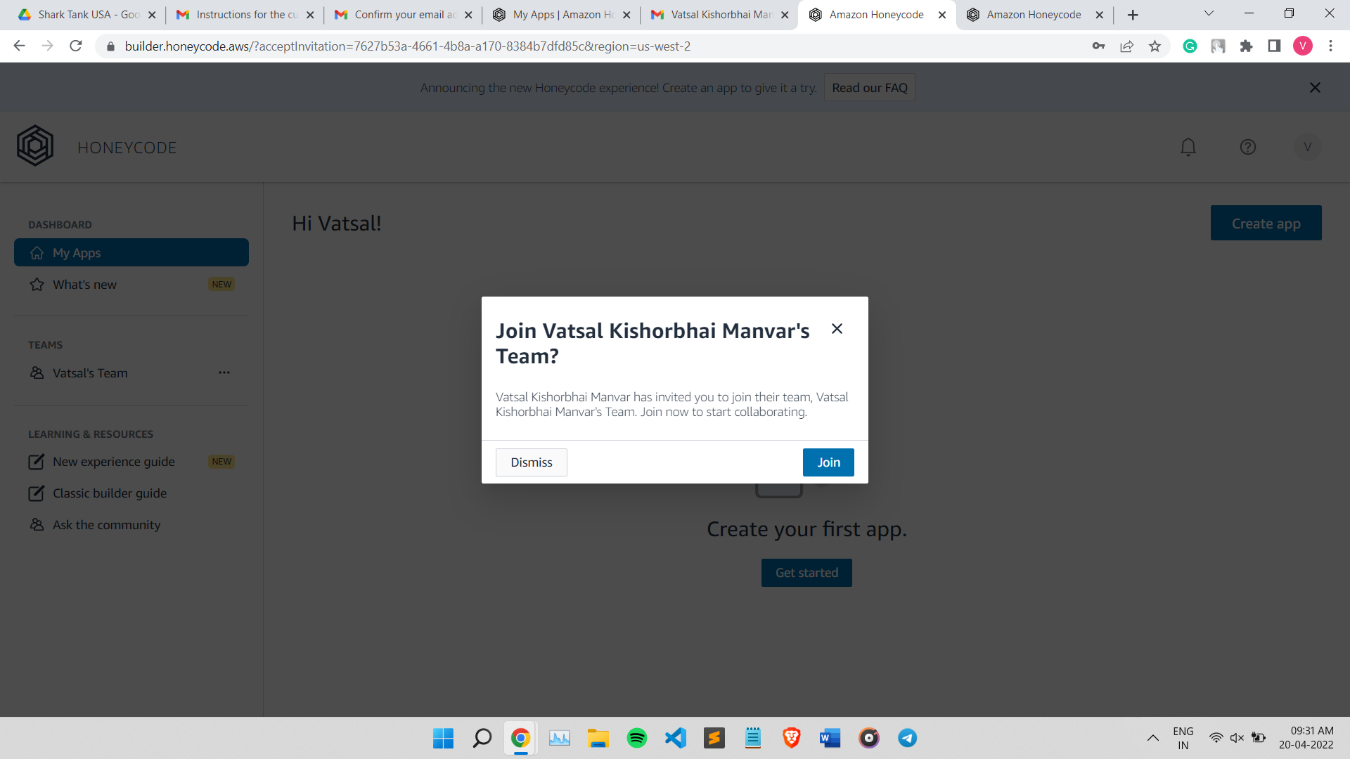 Shark Tank USA - Goo
Instructions for the cu
Confirm your email ad
My Apps | Amazon Ho
Vatsal Kishorbhai Man
Amazon Honeycode
Amazon Honeycode
builder.honeycode.aws/?acceptInvitation=7627b53a-4661-4b8a-a170-8384b7dfd85c&region=us-west-2
V
Announcing the new Honeycode experience! Create an app to give it a try.
Read our FAQ
HONEYCODE
V
DASHBOARD
My Apps
What's new
NEW
TEAMS
Vatsal's Team
LEARNING & RESOURCES
New experience guide
NEW
Classic builder guide
Ask the community
Hi Vatsal!
Create app
Join Vatsal Kishorbhai Manvar's
Team?
Vatsal Kishorbhai Manvar has invited you to join their team, Vatsal
Kishorbhai Manvar's Team. Join now to start collaborating.
Dismiss
Join
Create your first app.
Get started
ENG
IN
09:31 AM
20-04-2022